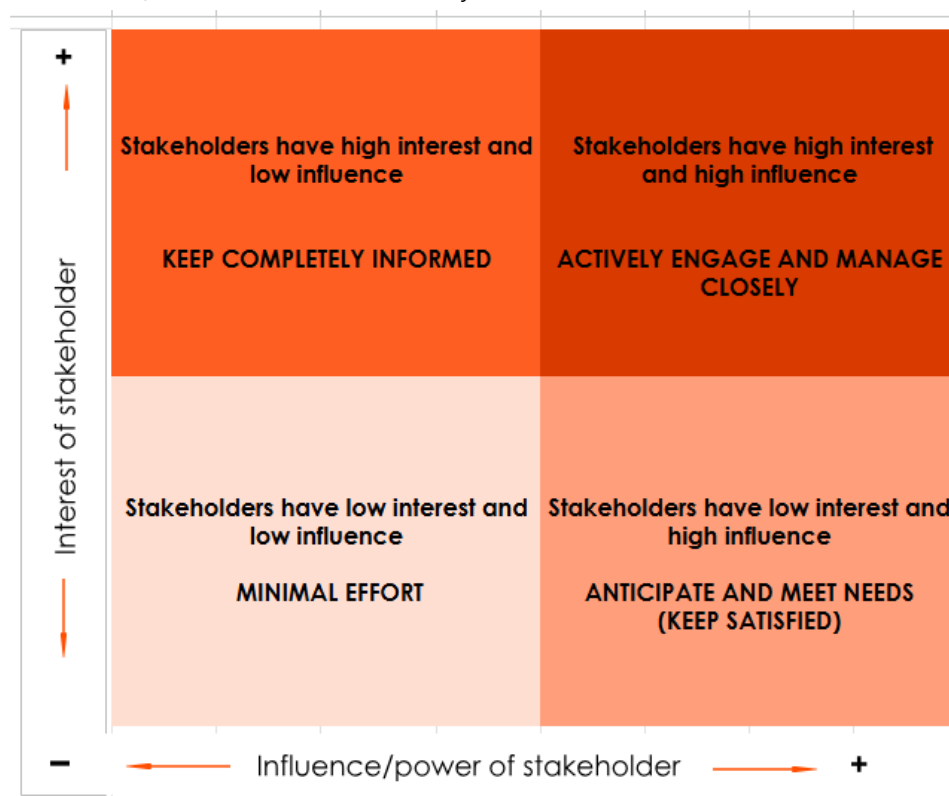 +
Stakeholders have high interest and
low influence
KEEP COMPLETELY INFORMED
Stakeholders have high interest
and high influence
ACTIVELY ENGAGE AND MANAGE
CLOSELY
Interest of stakeholder
Stakeholders have low interest and
low influence
MINIMAL EFFORT
Stakeholders have low interest and
high influence
ANTICIPATE AND MEET NEEDS
(KEEP SATISFIED)
–
Influence/power of stakeholder
+